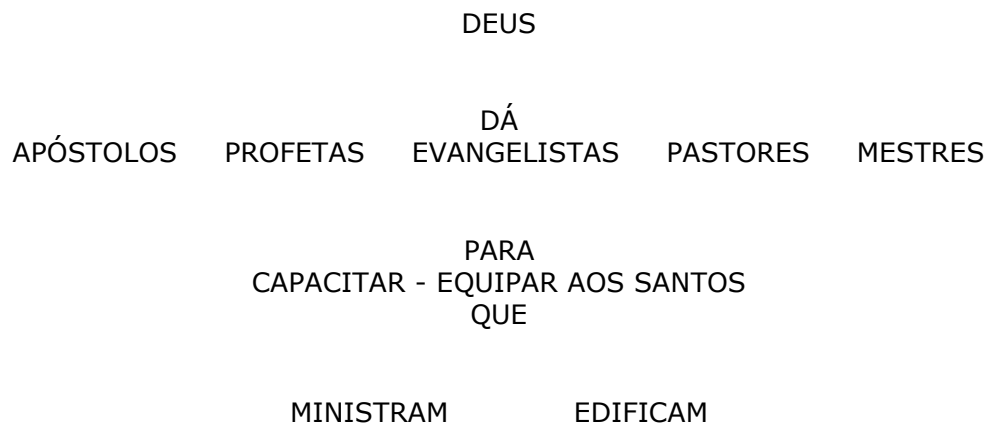 DEUS
DÁ
APÓSTOLOS PROFETAS EVANGELISTAS PASTORES MESTRES
PARA
CAPACITAR - EQUIPAR AOS SANTOS
QUE
MINISTRAM EDIFICAM